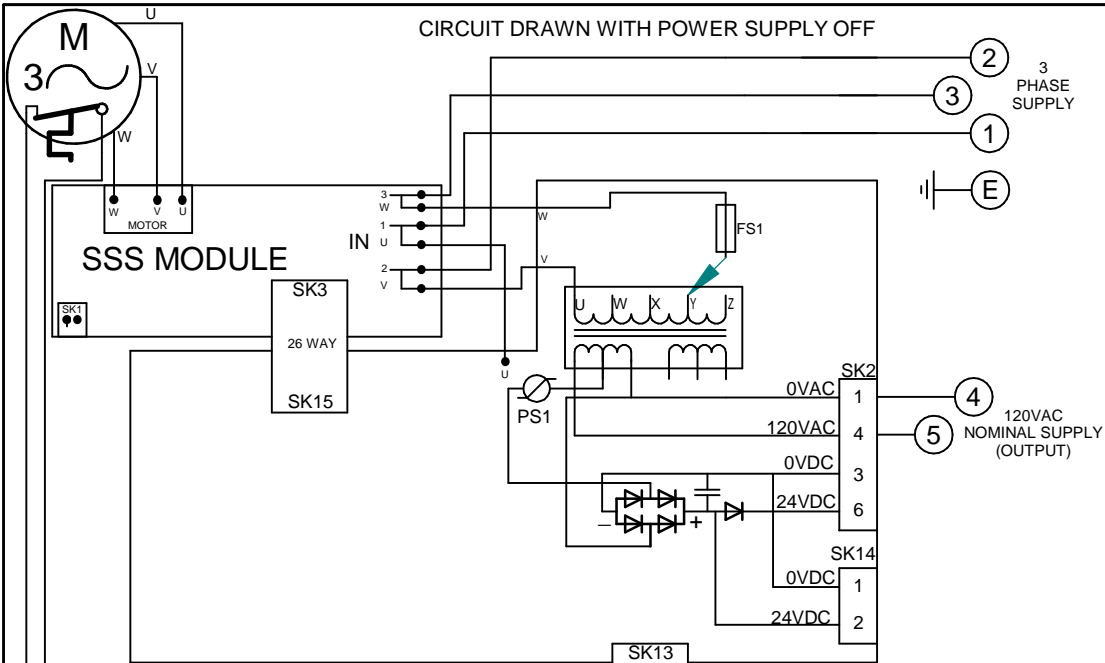 CIRCUIT DRAWN WITH POWER SUPPLY OFF
U
M
3
V
W
2
3
1
3
PHASE
SUPPLY
E
W
V
U
MOTOR
SSS MODULE
IN
3
W
1
U
2
V
W
V
FS1
SK1
SK3
26 WAY
SK15
U
W
X
Y
Z
U
PS1
SK2
0VAC
1
120VAC
4
0VDC
3
24VDC
6
4
5
120VAC
NOMINAL SUPPLY
(OUTPUT)
–
+
SK14
0VDC
1
24VDC
2
SK13